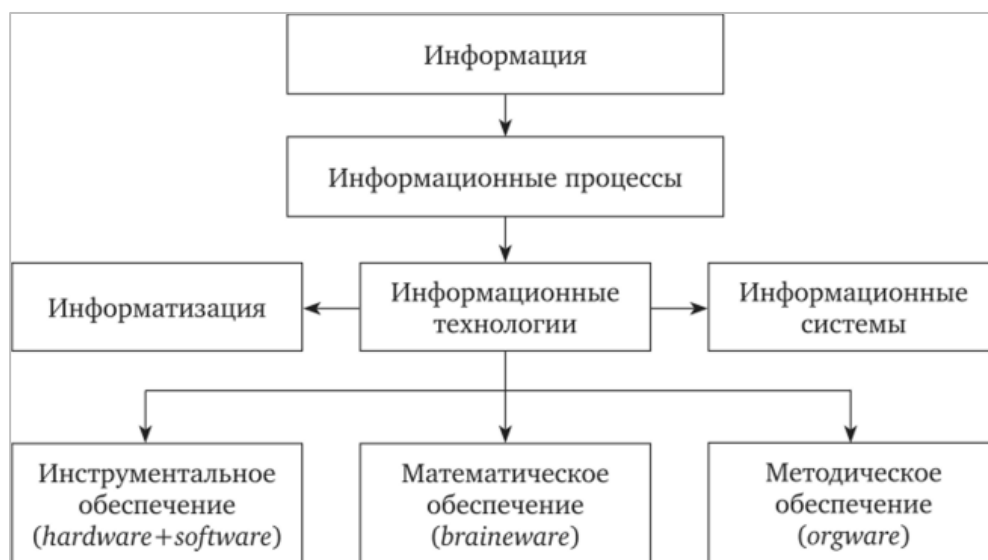 Информация
Информационные процессы
Информатизация
Информационные
технологии
Информационные
системы
Инструментальное
обеспечение
(hardware+software)
Математическое
обеспечение
(braineware)
Методическое
обеспечение
(orgware)